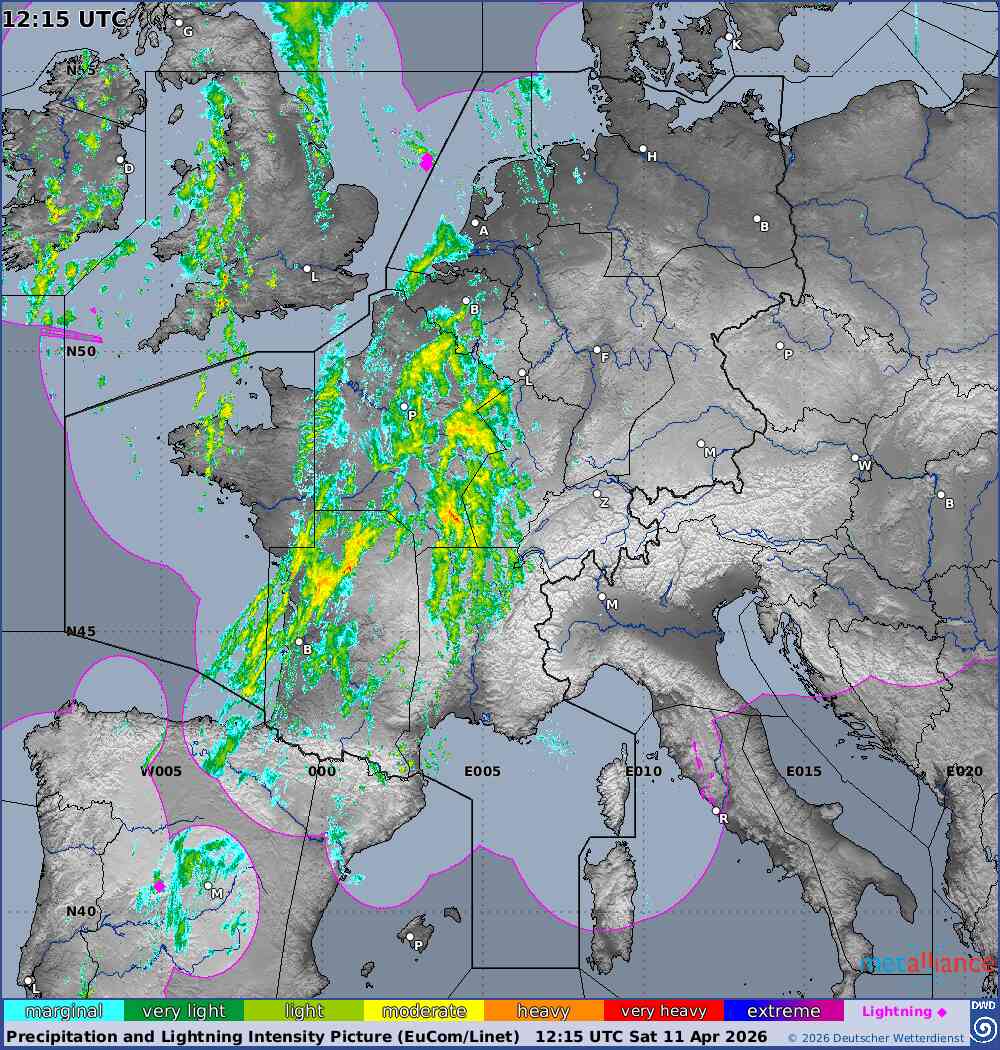 12:15 UTC
G
K
N55
D
H
A
B
L
B
N50
F
P
L
P
M
W
Z
B
M
N45
B
W005
000
E005
E010
E015
E020
R
M
N40
P
metalliance
L
marginal
very light
light
moderate
heavy
very heavy
extreme
Lightning ◆
DWD
Precipitation and Lightning Intensity Picture (EuCom/Linet) 12:15 UTC Sat 11 Apr 2026 © 2026 Deutscher Wetterdienst